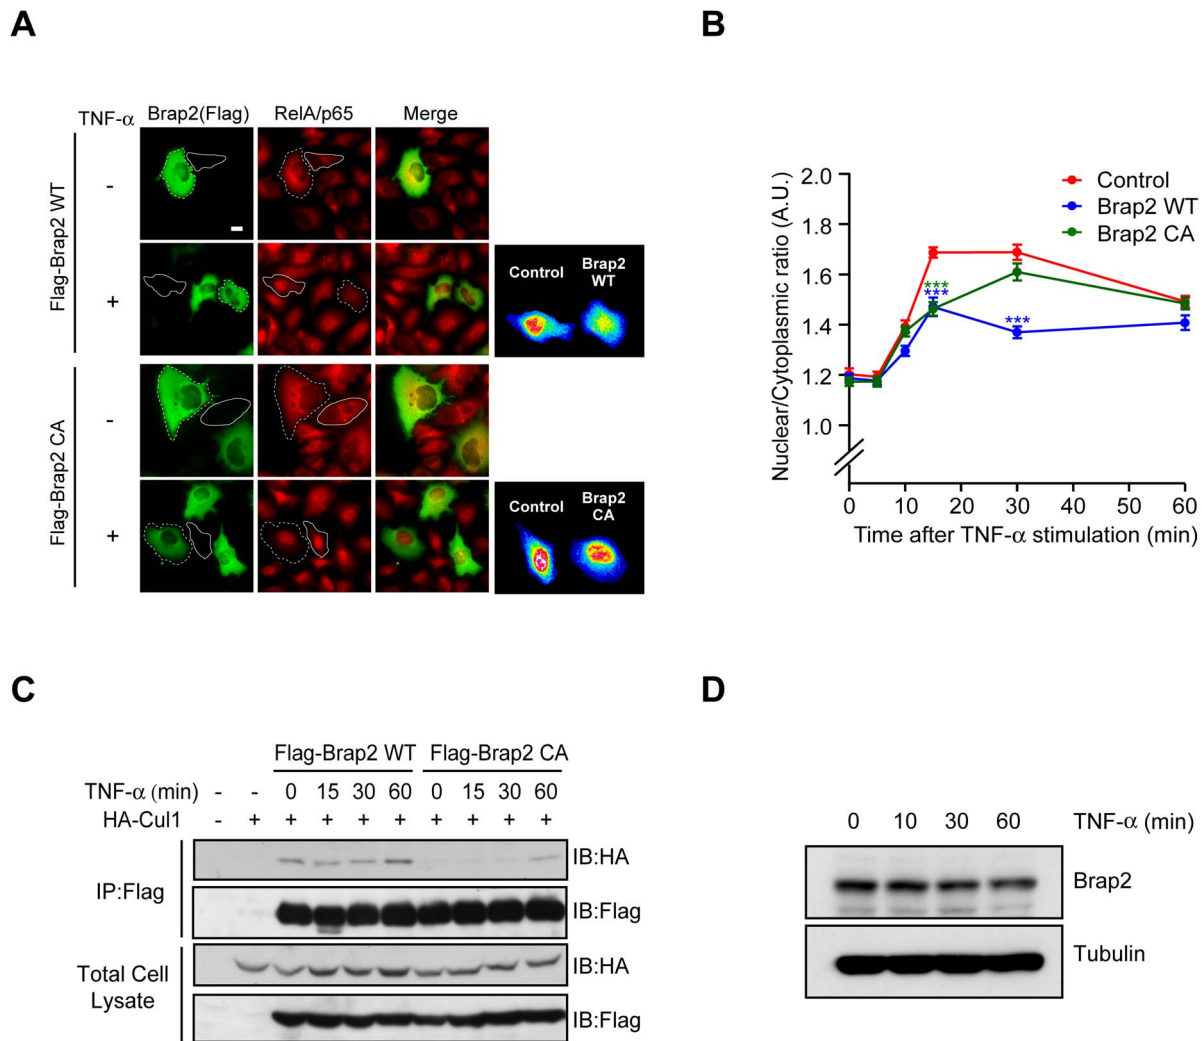 A
TNF-α Brap2(Flag) RelA/p65 Merge
Flag-Brap2 WT
-
+
Control Brap2 WT
Flag-Brap2 CA
-
+
Control Brap2 CA
B
Control
Brap2 WT
Brap2 CA
Nuclear/Cytoplasmic ratio (A.U.)
2.0
1.8
1.6
1.4
1.2
1.0
***
***
***
0 10 20 30 40 50 60
Time after TNF-α stimulation (min)
C
Flag-Brap2 WT Flag-Brap2 CA
TNF-α (min) - - 0 15 30 60 0 15 30 60
HA-Cul1 - + + + + + + + + +
IP:Flag
IB:HA
IB:Flag
Total Cell
Lysate
IB:HA
IB:Flag
D
0 10 30 60 TNF-α (min)
Brap2
Tubulin